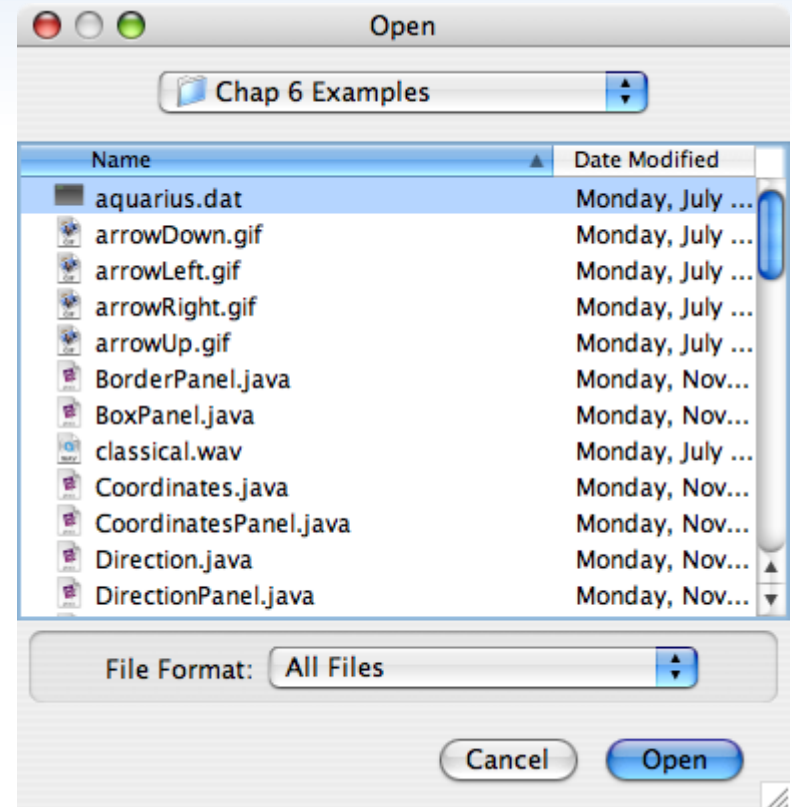 Open
Chap 6 Examples
Name Date Modified
aquarius.dat Monday, July ...
arrowDown.gif Monday, July ...
arrowLeft.gif Monday, July ...
arrowRight.gif Monday, July ...
arrowUp.gif Monday, July ...
BorderPanel.java Monday, Nov...
BoxPanel.java Monday, Nov...
classical.wav Monday, July ...
Coordinates.java Monday, Nov...
CoordinatesPanel.java Monday, Nov...
Direction.java Monday, Nov...
DirectionPanel.java Monday, Nov...
File Format: All Files
Cancel Open